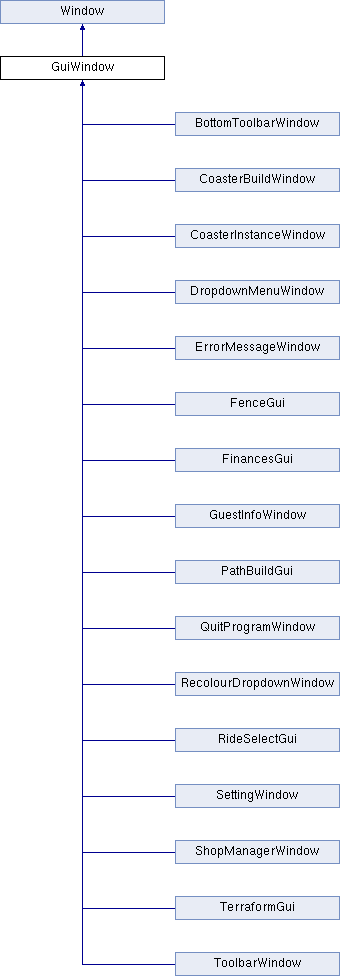 Window
GuiWindow
BottomToolbarWindow
CoasterBuildWindow
CoasterInstanceWindow
DropdownMenuWindow
ErrorMessageWindow
FenceGui
FinancesGui
GuestInfoWindow
PathBuildGui
QuitProgramWindow
RecolourDropdownWindow
RideSelectGui
SettingWindow
ShopManagerWindow
TerraformGui
ToolbarWindow